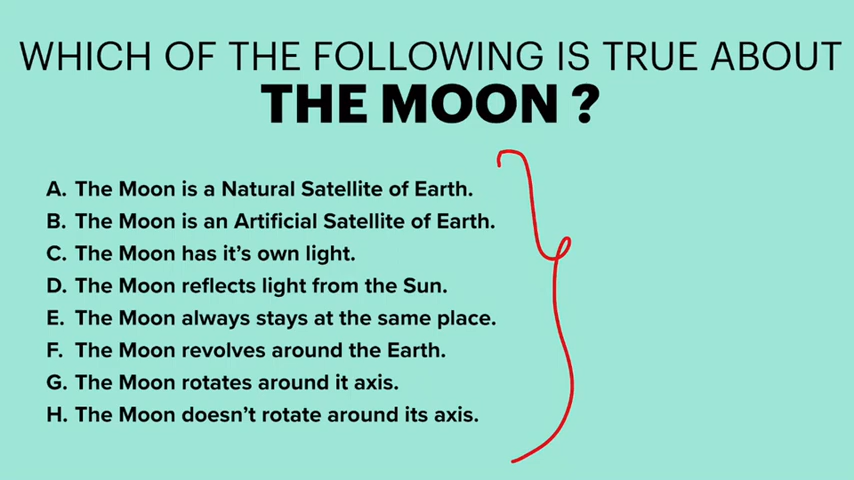 WHICH OF THE FOLLOWING IS TRUE ABOUT
THE MOON ?
A. The Moon is a Natural Satellite of Earth.
B. The Moon is an Artificial Satellite of Earth.
C. The Moon has it’s own light.
D. The Moon reflects light from the Sun.
E. The Moon always stays at the same place.
F. The Moon revolves around the Earth.
G. The Moon rotates around it axis.
H. The Moon doesn’t rotate around its axis.